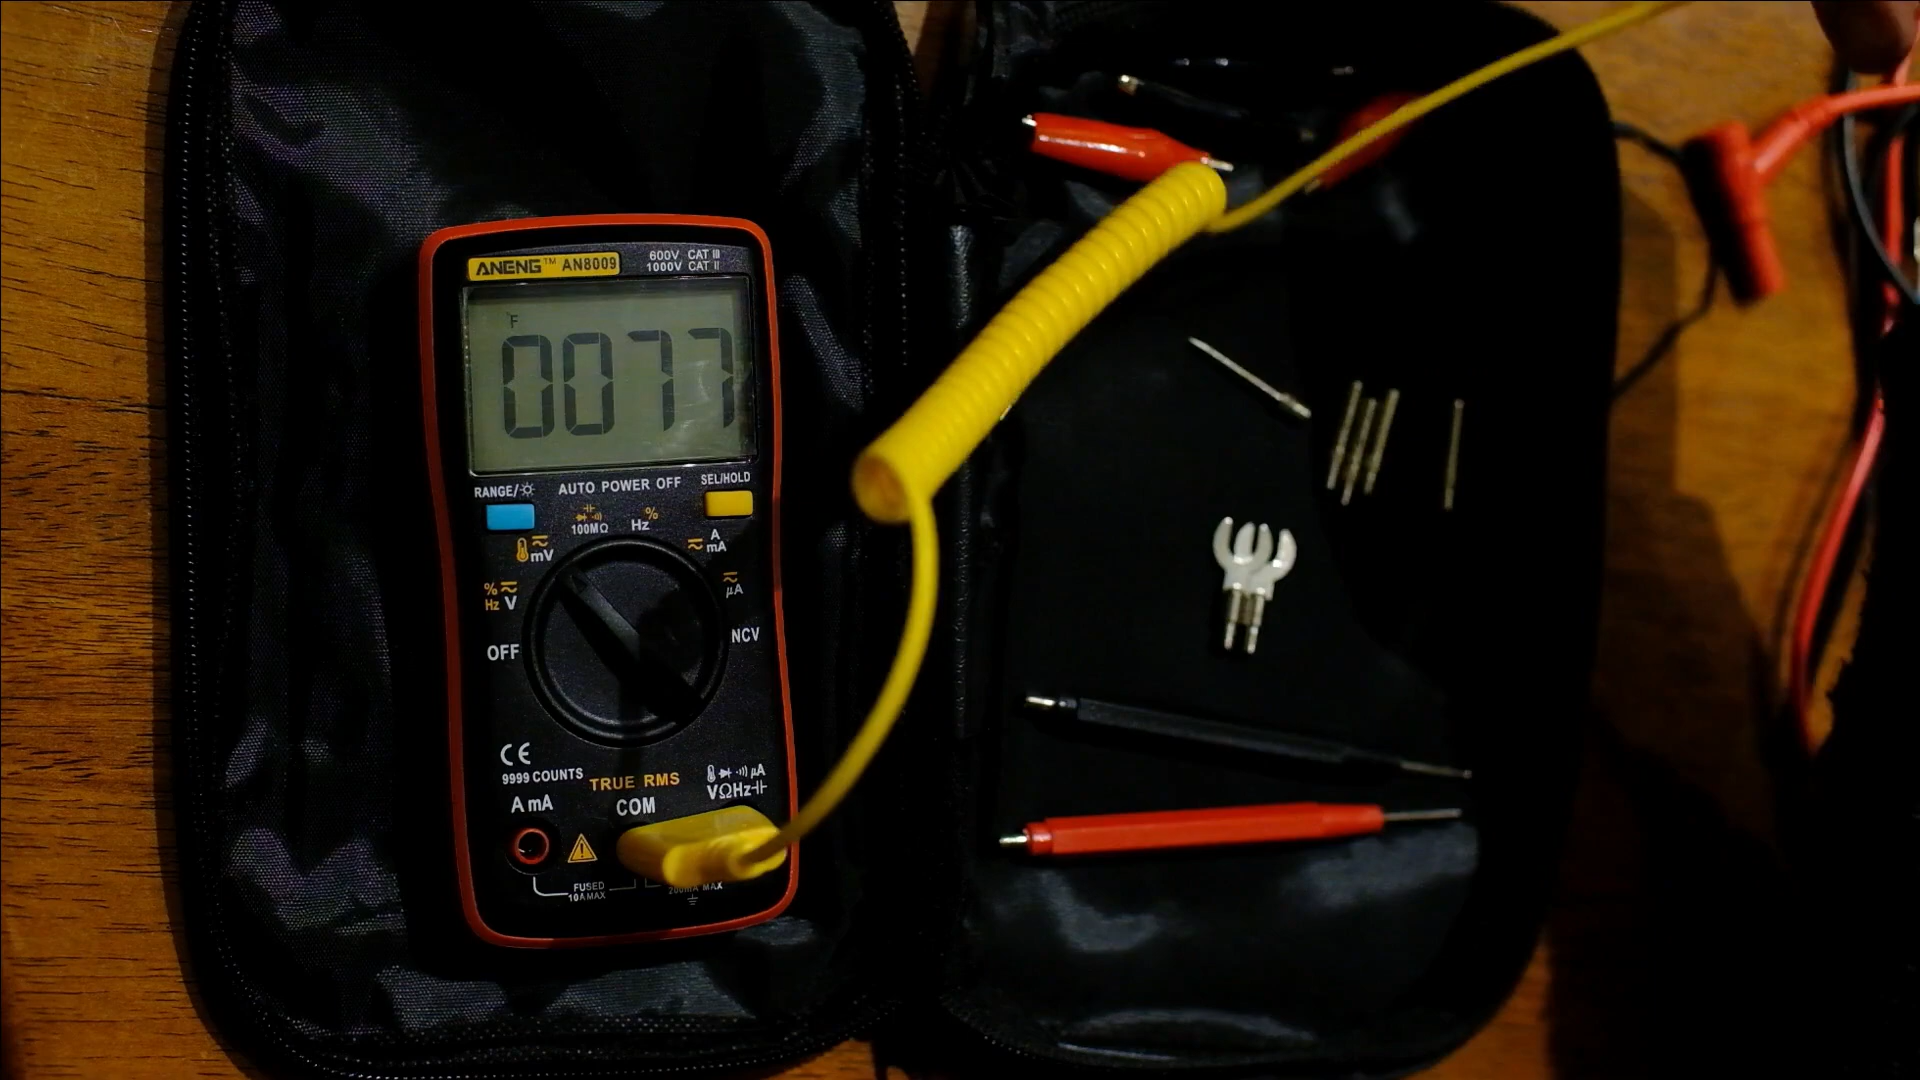 ANENG™ AN8009
600V CAT III
1000V CAT II
°F
0077
RANGE/
AUTO POWER OFF
SEL/HOLD
100MΩ
Hz
%
A
mA
mV
% Hz V
µA
OFF
NCV
CE
9999 COUNTS
TRUE RMS
µA
VΩHz
A mA
COM
FUSED
10A MAX
200mA MAX